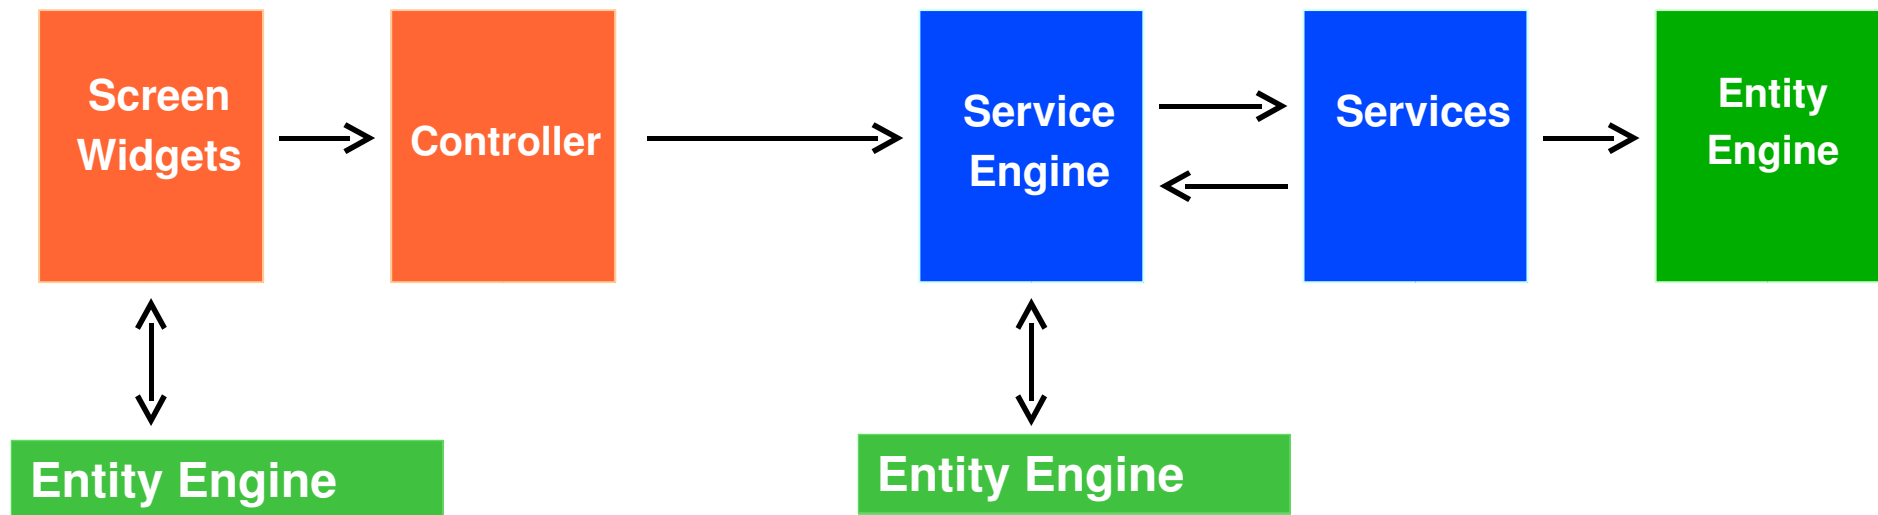 Screen
Widgets
Controller
Service
Engine
Services
Entity
Engine
Entity Engine
Entity Engine